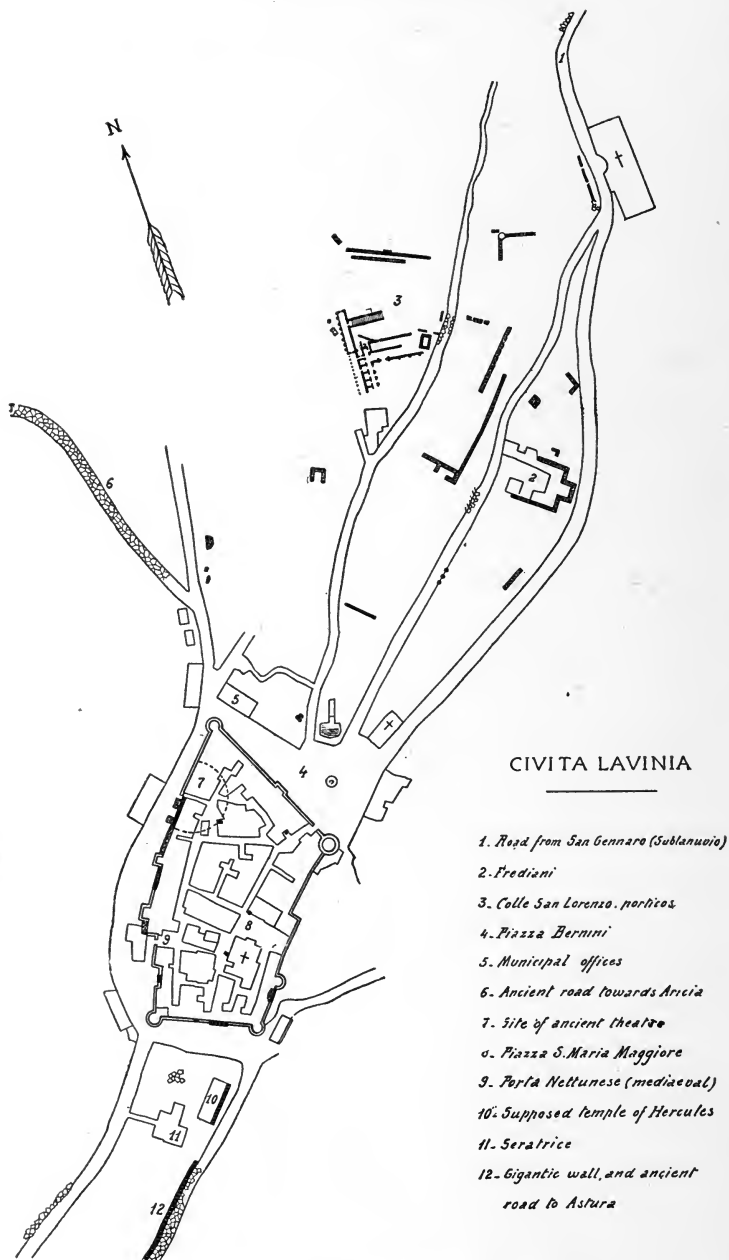 N
1
3
2
6
5
4
7
8
9
10
11
12
CIVITA LAVINIA
1. Road from San Gennaro (Sublanuvio)
2. Frediani
3. Colle San Lorenzo. porticos
4. Piazza Bernini
5. Municipal offices
6. Ancient road towards Aricia
7. Site of ancient theatre
8. Piazza S. Maria Maggiore
9. Porta Nettunese (mediaeval)
10. Supposed temple of Hercules
11. Seratrice
12. Gigantic wall, and ancient
road to Astura